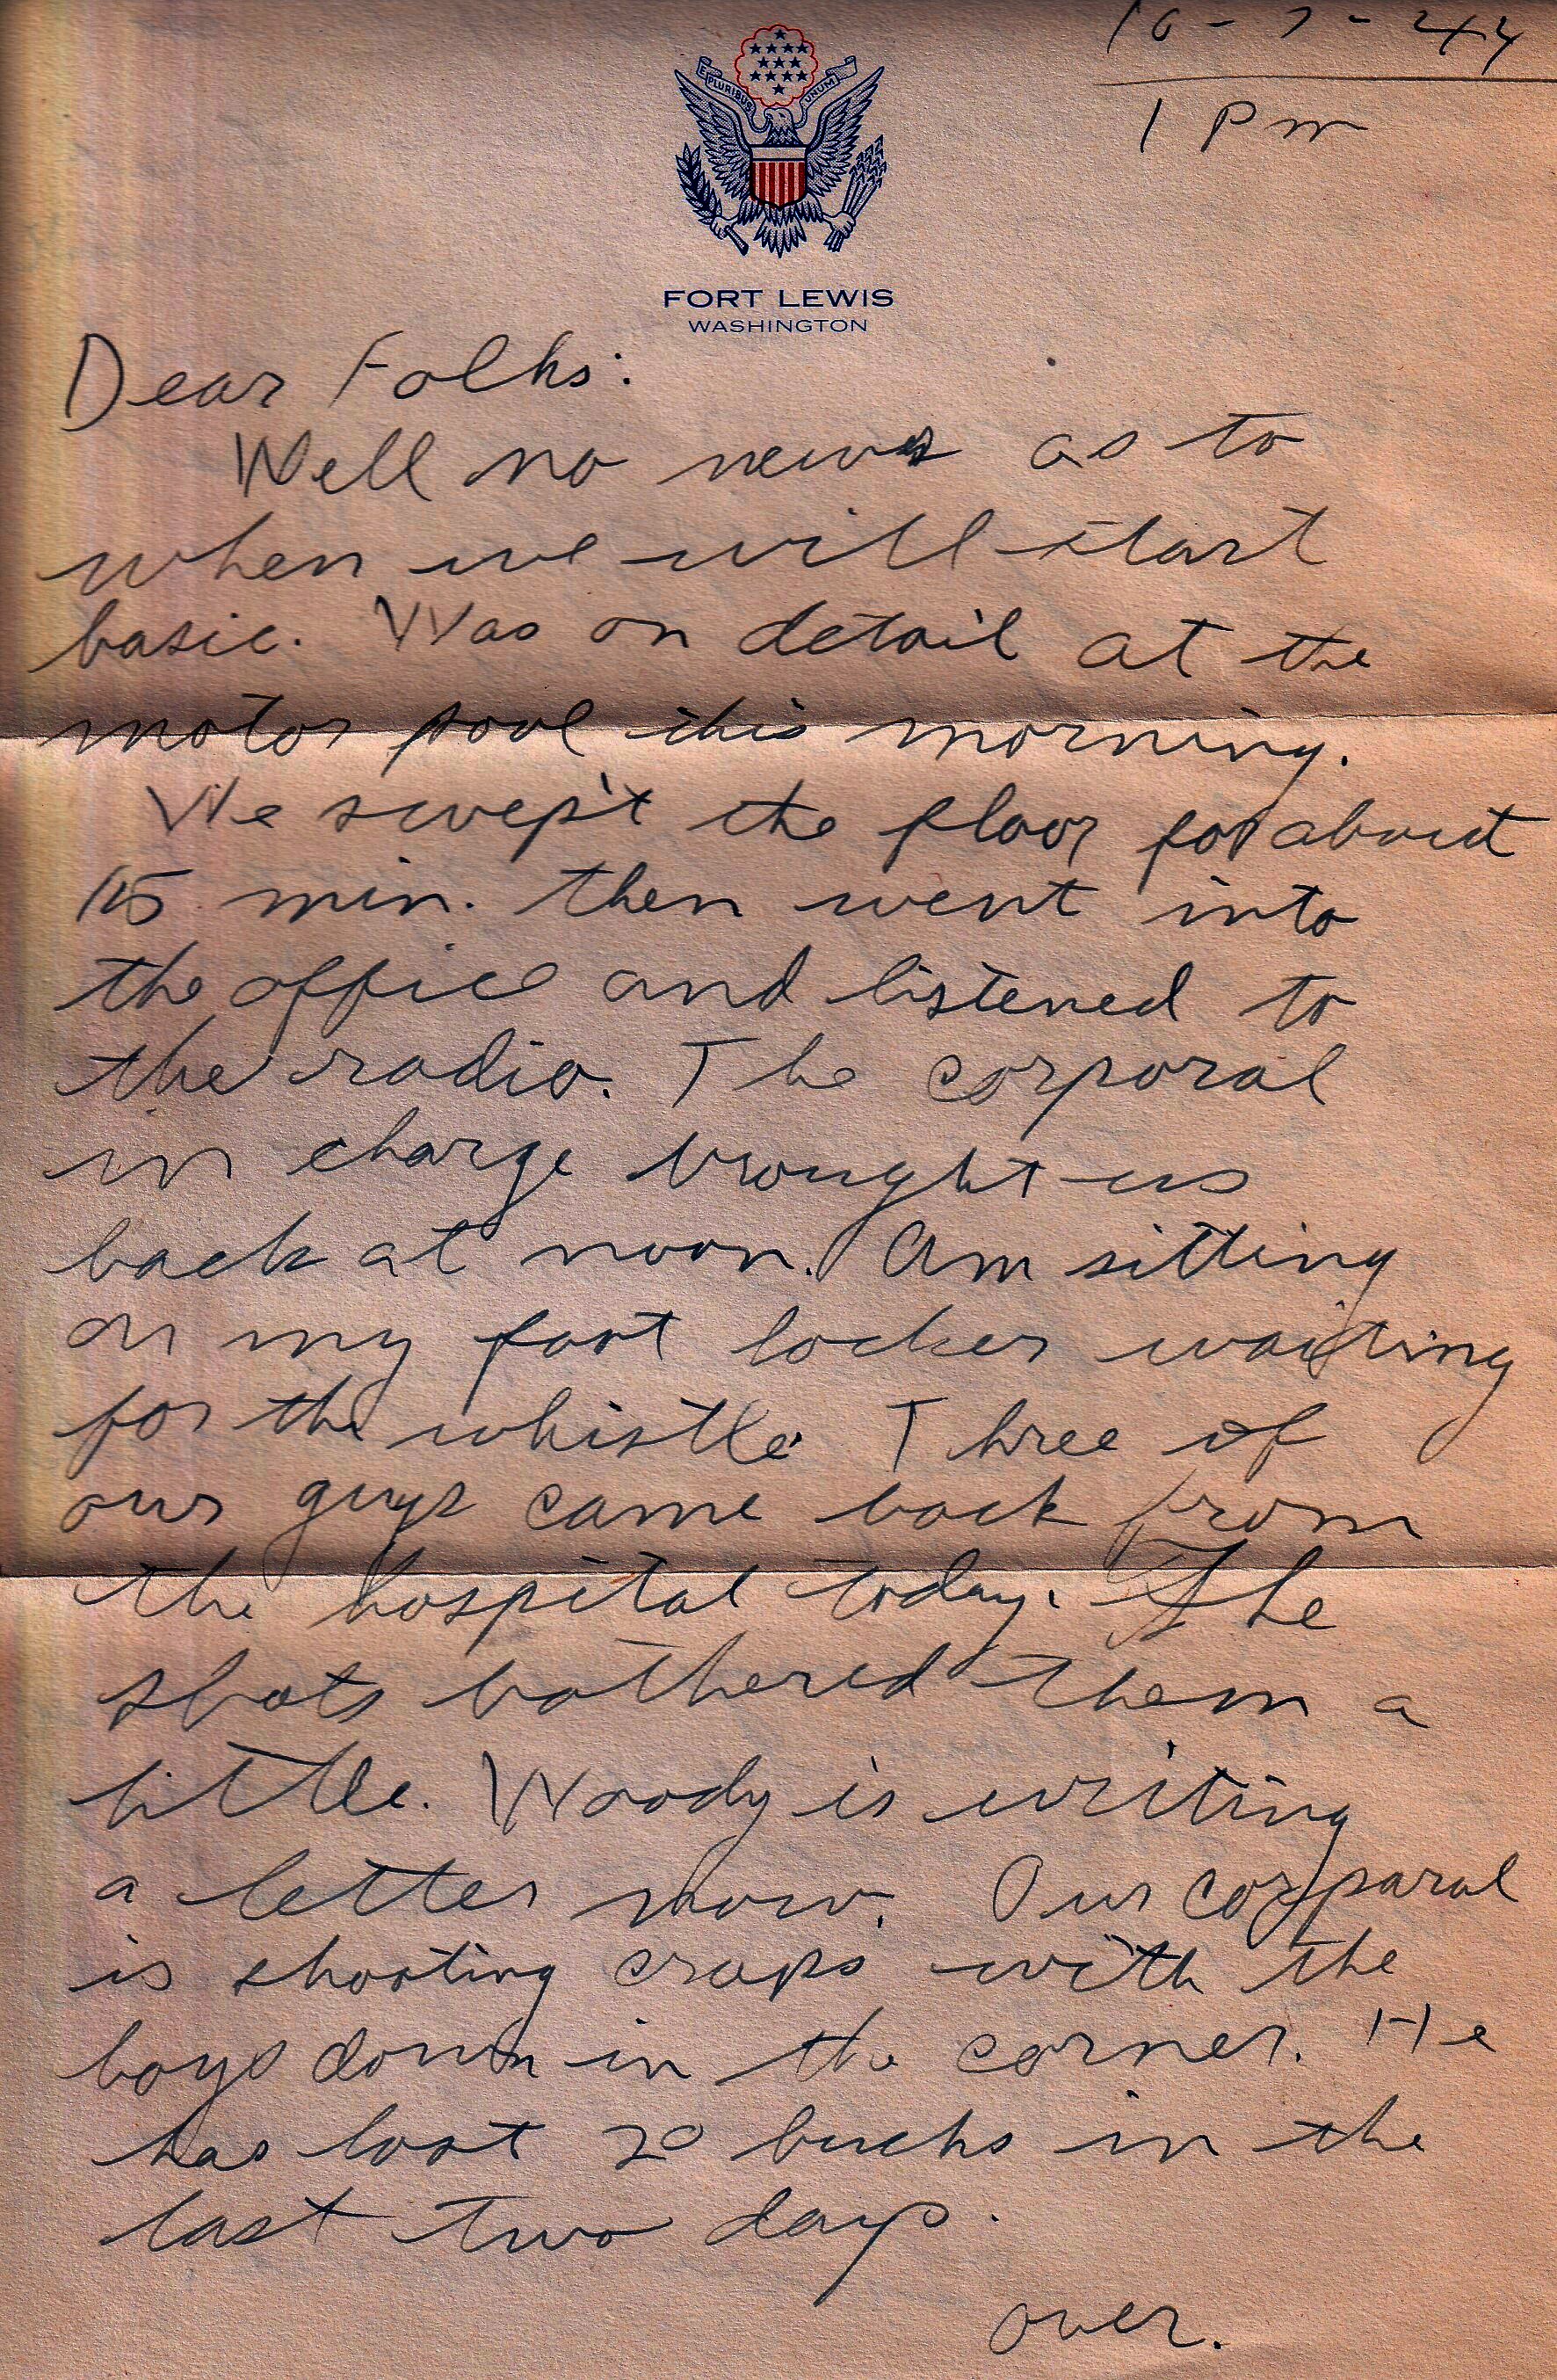 10-7-44
1 Pm
E PLURIBUS UNUM
FORT LEWIS
WASHINGTON
Dear Folks:
Well no news as to
when we will start
basic. Was on detail at the
motor pool this morning.
We swept the floor for about
15 min. then went into
the office and listened to
the radio. The corporal
in charge brought us
back at noon. Am sitting
on my foot locker waiting
for the whistle. Three of
our guys came back from
the hospital today. The
shots bothered them a
little. Woody is writing
a letter now. Our corparal
is shooting craps with the
boys down in the corner. He
has lost 20 bucks in the
last two days.
over.